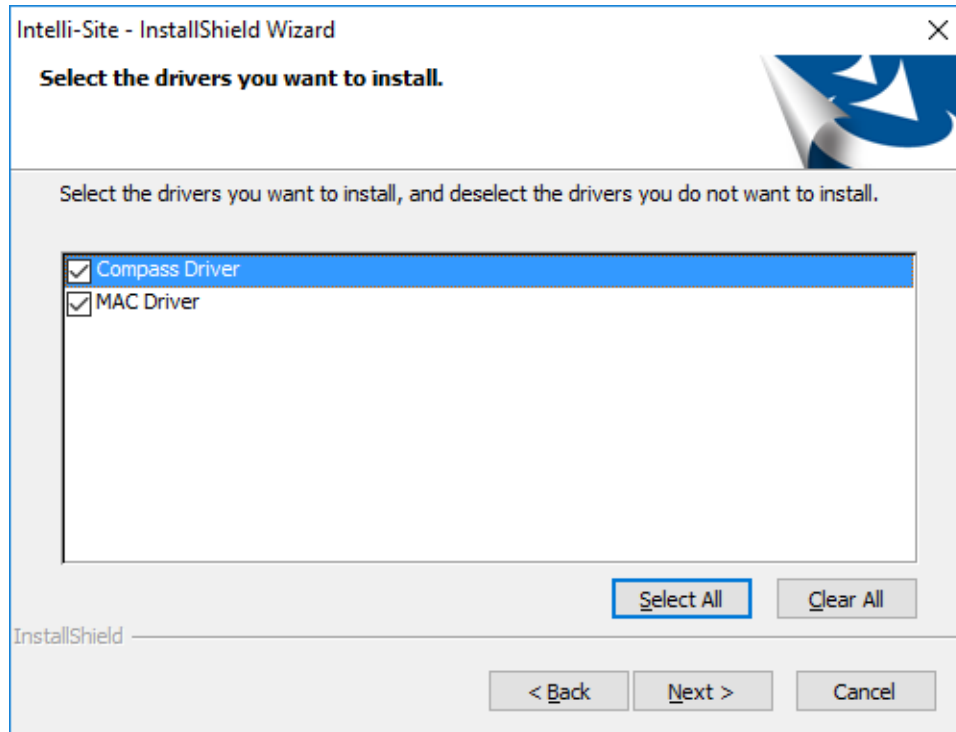 Intelli-Site - InstallShield Wizard
Select the drivers you want to install.
Select the drivers you want to install, and deselect the drivers you do not want to install.
Compass Driver
MAC Driver
Select All
Clear All
InstallShield
< Back
Next >
Cancel